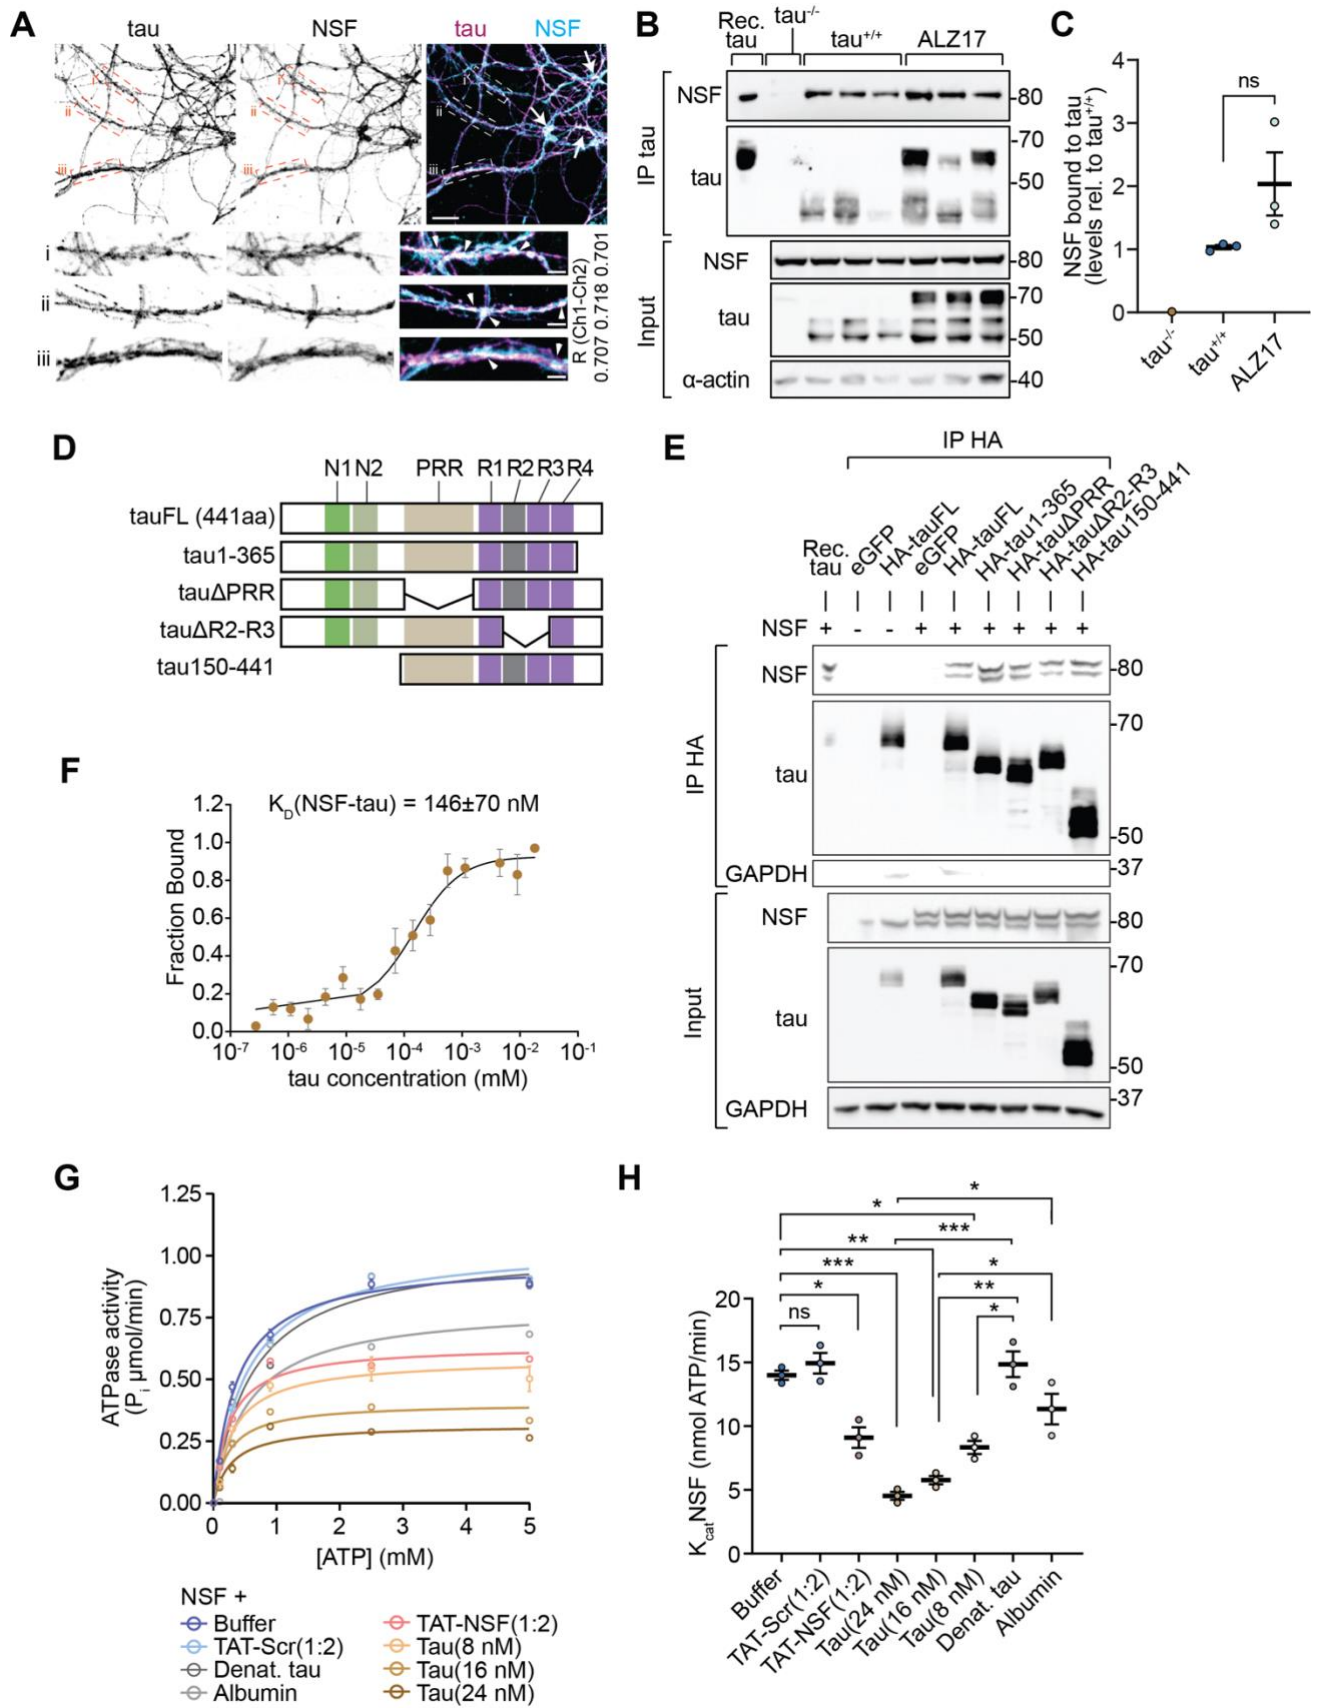 A
tau
NSF
tau
NSF
i
ii
iii
i
ii
iii
i
ii
iii
i
ii
iii
R (Ch1-Ch2)
0.707 0.718 0.701
B
Rec. tau
tau-/-
tau+/+
ALZ17
IP tau
NSF
-80
tau
-70
-50
Input
NSF
-80
tau
-70
-50
α-actin
-40
C
NSF bound to tau
(levels rel. to tau+/+)
4
3
2
1
0
ns
tau-/-
tau+/+
ALZ17
D
N1 N2 PRR R1 R2 R3 R4
tauFL (441aa)
tau1-365
tauΔPRR
tauΔR2-R3
tau150-441
E
IP HA
Rec. tau
eGFP
HA-tauFL
eGFP
HA-tauFL
HA-tau1-365
HA-tauΔPRR
HA-tauΔR2-R3
HA-tau150-441
NSF + - - + + + + + +
IP HA
NSF
-80
tau
-70
-50
GAPDH
-37
Input
NSF
-80
tau
-70
-50
GAPDH
-37
F
KD(NSF-tau) = 146±70 nM
Fraction Bound
1.2
1.0
0.8
0.6
0.4
0.2
0.0
10-7 10-6 10-5 10-4 10-3 10-2 10-1
tau concentration (mM)
G
ATPase activity
(Pi µmol/min)
1.25
1.00
0.75
0.50
0.25
0.00
0 1 2 3 4 5
[ATP] (mM)
NSF +
Buffer
TAT-Scr(1:2)
Denat. tau
Albumin
TAT-NSF(1:2)
Tau(8 nM)
Tau(16 nM)
Tau(24 nM)
H
KcatNSF (nmol ATP/min)
20
15
10
5
0
*
*
***
**
***
*
*
**
ns
*
Buffer
TAT-Scr(1:2)
TAT-NSF(1:2)
Tau(24 nM)
Tau(16 nM)
Tau(8 nM)
Denat. tau
Albumin